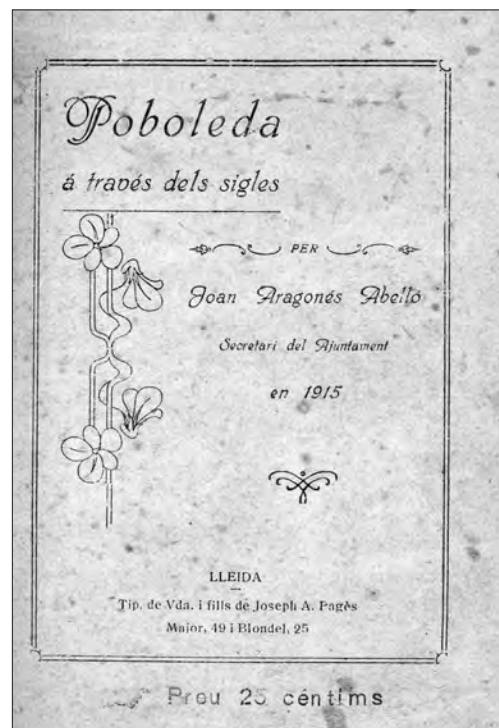 Poboleda
á través dels sigles
PER
Joan Aragonés Abelló
Secretari del Ajuntament
en 1915
LLEIDA
Tip. de Vda. i fills de Joseph A. Pagès
Major, 49 i Blondel, 25
Preu 25 céntims